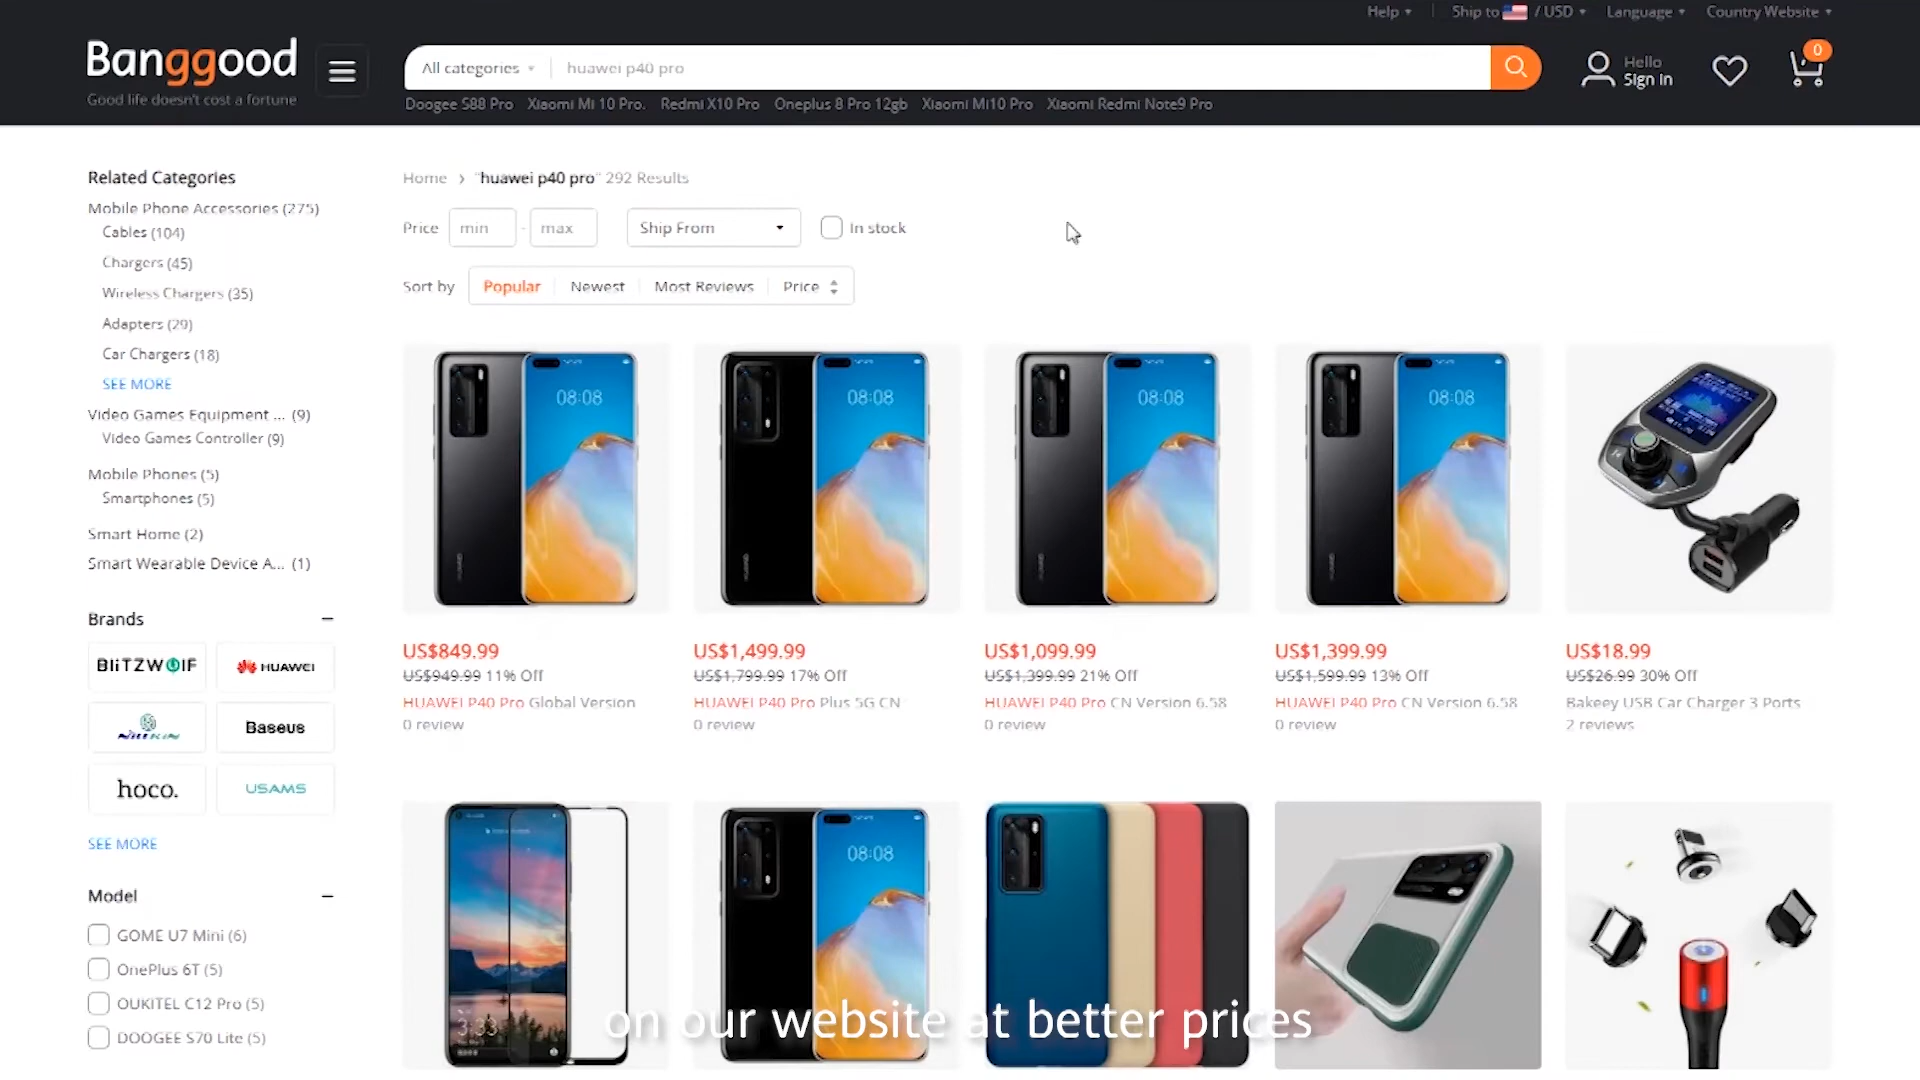 Help
Ship to / USD
Language
Country Website
Banggood
Good life doesn't cost a fortune
All categories
huawei p40 pro
Hello
Sign in
0
Doogee S88 Pro Xiaomi Mi 10 Pro. Redmi X10 Pro Oneplus 8 Pro 12gb Xiaomi Mi10 Pro Xiaomi Redmi Note9 Pro
Related Categories
Mobile Phone Accessories (275)
Cables (104)
Chargers (45)
Wireless Chargers (35)
Adapters (29)
Car Chargers (18)
SEE MORE
Video Games Equipment ... (9)
Video Games Controller (9)
Mobile Phones (5)
Smartphones (5)
Smart Home (2)
Smart Wearable Device A... (1)
Brands
BlitzWolf
HUAWEI
NILLKIN
Baseus
hoco.
USAMS
SEE MORE
Model
GOME U7 Mini (6)
OnePlus 6T (5)
OUKITEL C12 Pro (5)
DOOGEE S70 Lite (5)
Home > "huawei p40 pro" 292 Results
Price min - max Ship From In stock
Sort by Popular Newest Most Reviews Price
08:08
08:08
08:08
08:08
US$849.99
US$949.99 11% Off
HUAWEI P40 Pro Global Version
0 review
US$1,499.99
US$1,799.99 17% Off
HUAWEI P40 Pro Plus 5G CN
0 review
US$1,099.99
US$1,399.99 21% Off
HUAWEI P40 Pro CN Version 6.58
0 review
US$1,399.99
US$1,599.99 13% Off
HUAWEI P40 Pro CN Version 6.58
0 review
US$18.99
US$26.99 30% Off
Bakeey USB Car Charger 3 Ports
2 reviews
08:08
3:33
on our website at better prices